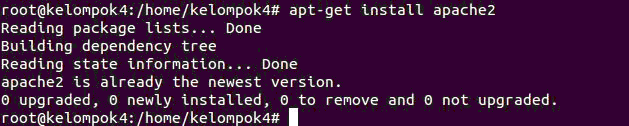 root@kelompok4:/home/kelompok4# apt-get install apache2
Reading package lists... Done
Building dependency tree
Reading state information... Done
apache2 is already the newest version.
0 upgraded, 0 newly installed, 0 to remove and 0 not upgraded.
root@kelompok4:/home/kelompok4#